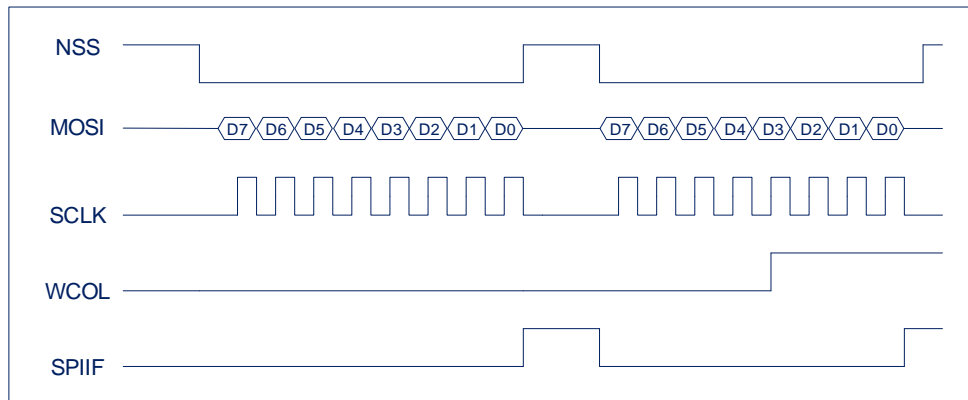 NSS
MOSI D7 D6 D5 D4 D3 D2 D1 D0 D7 D6 D5 D4 D3 D2 D1 D0
SCLK
WCOL
SPIIF